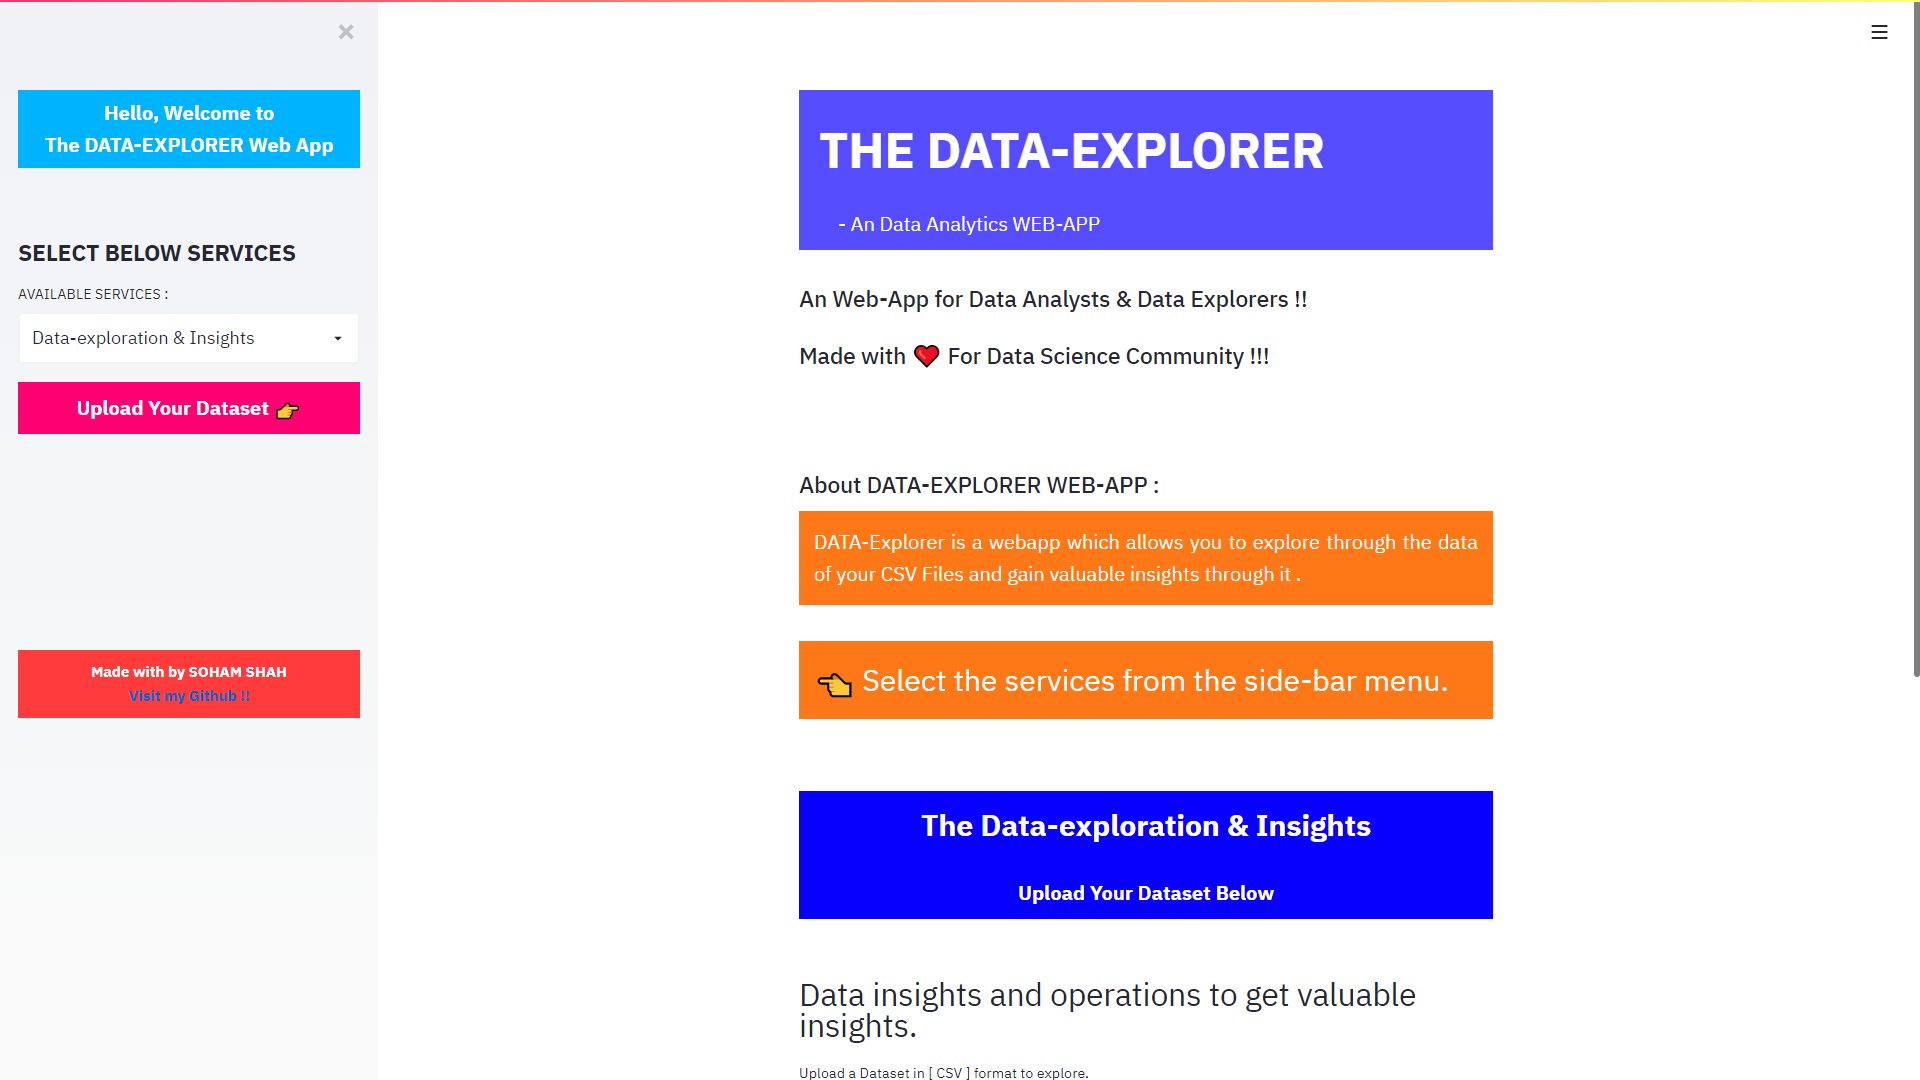 Hello, Welcome to
The DATA-EXPLORER Web App
SELECT BELOW SERVICES
AVAILABLE SERVICES :
Data-exploration & Insights
Upload Your Dataset 👉
Made with by SOHAM SHAH
Visit my Github !!
THE DATA-EXPLORER
- An Data Analytics WEB-APP
An Web-App for Data Analysts & Data Explorers !!
Made with ❤️ For Data Science Community !!!
About DATA-EXPLORER WEB-APP :
DATA-Explorer is a webapp which allows you to explore through the data
of your CSV Files and gain valuable insights through it .
👈 Select the services from the side-bar menu.
The Data-exploration & Insights
Upload Your Dataset Below
Data insights and operations to get valuable
insights.
Upload a Dataset in [ CSV ] format to explore.